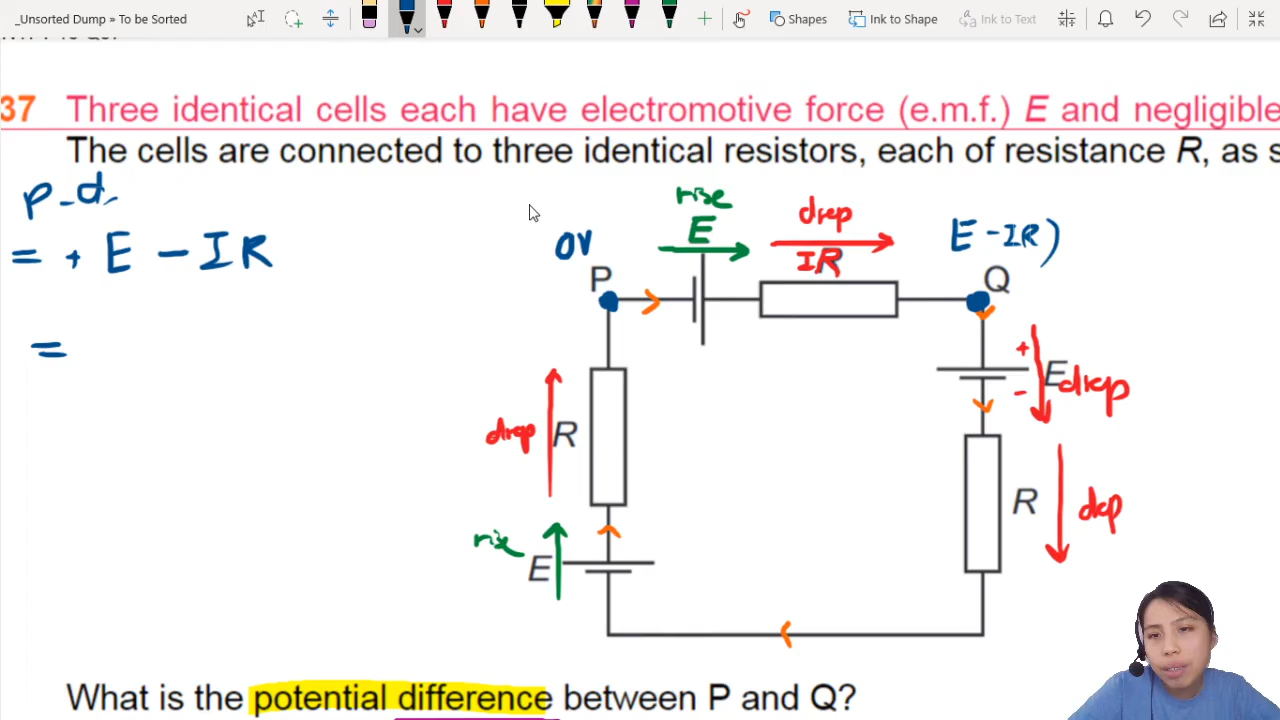 _Unsorted Dump » To be Sorted
Shapes
Ink to Shape
Ink to Text
37 Three identical cells each have electromotive force (e.m.f.) E and negligible
The cells are connected to three identical resistors, each of resistance R, as s
p.d.
= + E - IR
=
0V
P
rise
E
drop
IR
E - IR)
Q
+
-
E
drop
R
drop
drop
R
rise
E
What is the potential difference between P and Q?